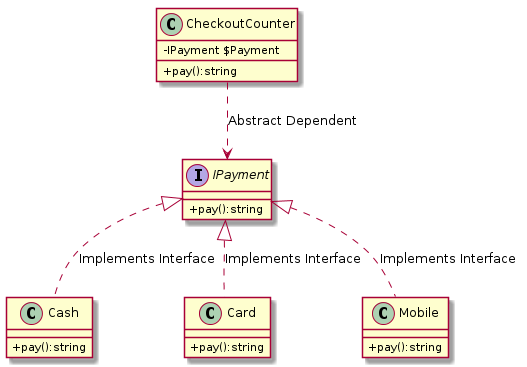 C CheckoutCounter
-IPayment $Payment
+pay():string
Abstract Dependent
I IPayment
+pay():string
Implements Interface Implements Interface Implements Interface
C Cash C Card C Mobile
+pay():string +pay():string +pay():string